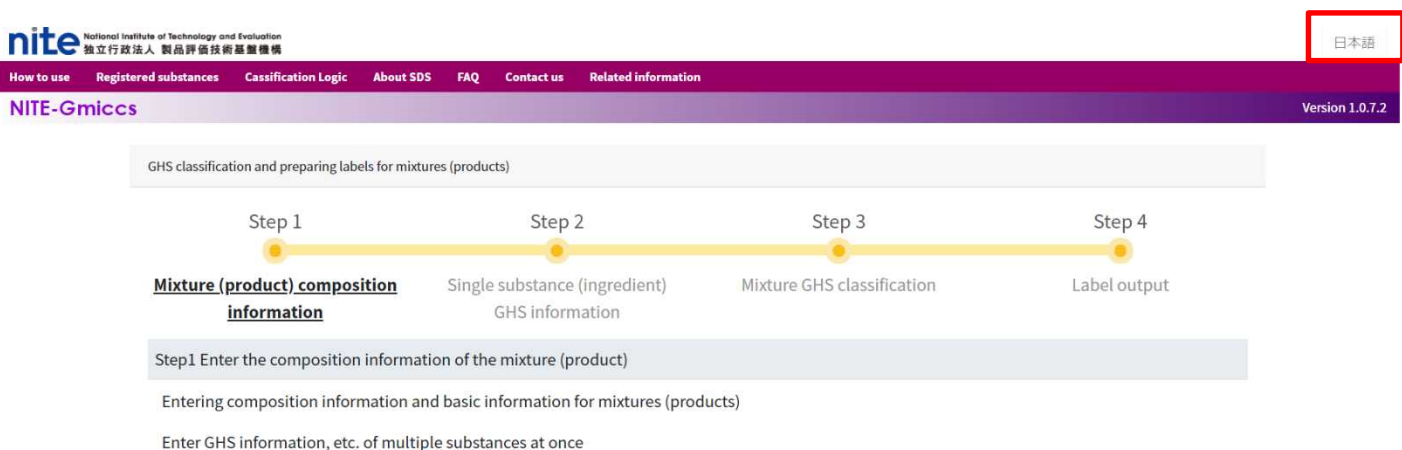 nite National Institute of Technology and Evaluation
独立行政法人 製品評価技術基盤機構
日本語
How to use Registered substances Cassification Logic About SDS FAQ Contact us Related information
NITE-Gmiccs Version 1.0.7.2
GHS classification and preparing labels for mixtures (products)
Step 1 Step 2 Step 3 Step 4
Mixture (product) composition Single substance (ingredient) Mixture GHS classification Label output
information GHS information
Step1 Enter the composition information of the mixture (product)
Entering composition information and basic information for mixtures (products)
Enter GHS information, etc. of multiple substances at once